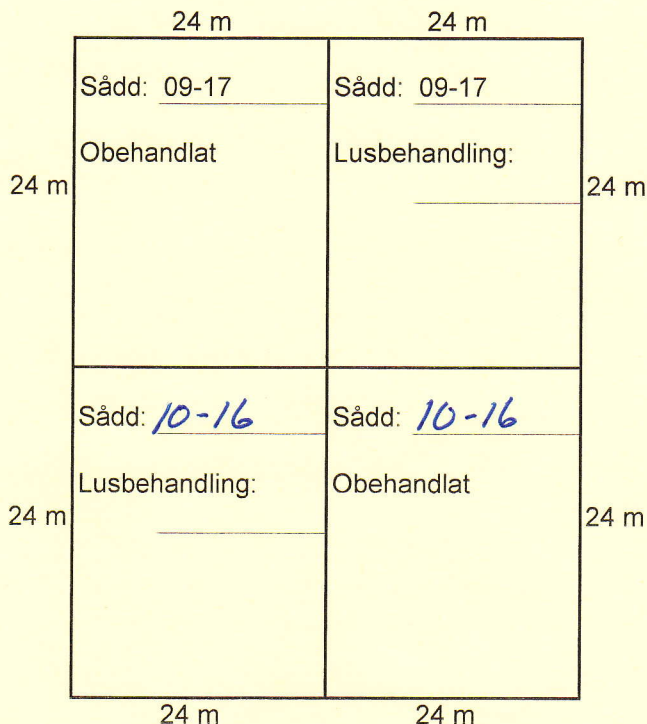 24 m 24 m
Sådd: 09-17 Sådd: 09-17
Obehandlat Lusbehandling:
24 m 24 m
Sådd: 10-16 Sådd: 10-16
Lusbehandling: Obehandlat
24 m 24 m
24 m 24 m